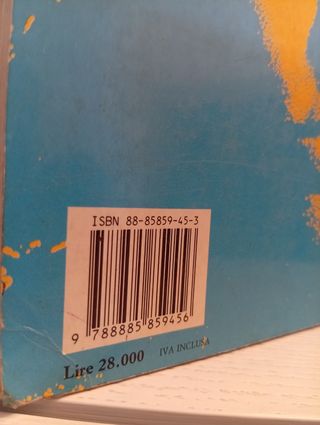 ISBN 88-85859-45-3
9 788885 859456
Lire 28.000 IVA INCLUSA